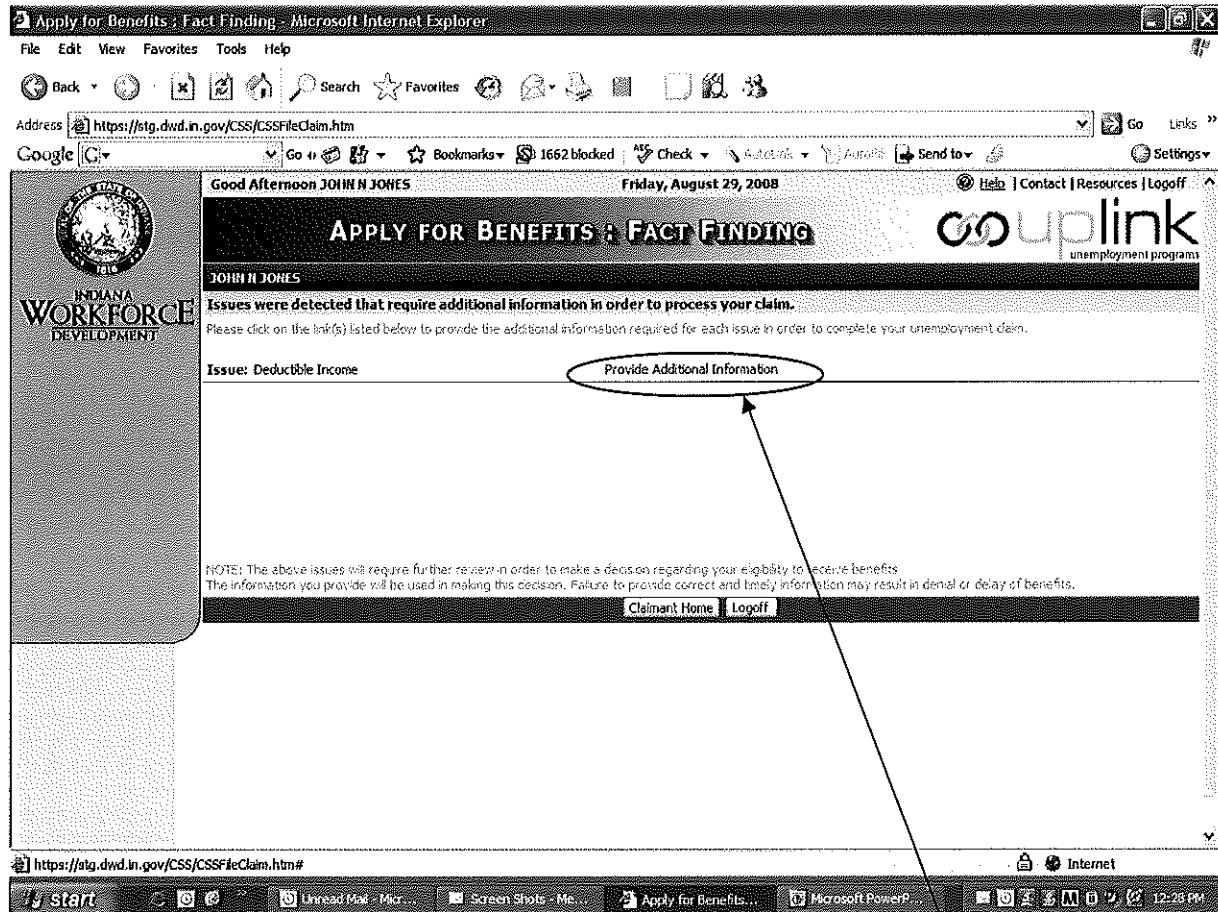 Apply for Benefits : Fact Finding - Microsoft Internet Explorer
File Edit View Favorites Tools Help
Back Search Favorites
Address https://stg.dwd.in.gov/CSS/CSSFileClaim.htm Go Links »
Google G Go Bookmarks 1662 blocked Check AutoLink AutoFill Send to Settings
Good Afternoon JOHN N JONES Friday, August 29, 2008 Help | Contact | Resources | Logoff
APPLY FOR BENEFITS : FACT FINDING
uplink
unemployment programs
1816
INDIANA
WORKFORCE
DEVELOPMENT
JOHN N JONES
Issues were detected that require additional information in order to process your claim.
Please click on the link(s) listed below to provide the additional information required for each issue in order to complete your unemployment claim.
Issue: Deductible Income Provide Additional Information
NOTE: The above issues will require further review in order to make a decision regarding your eligibility to receive benefits
The information you provide will be used in making this decision. Failure to provide correct and timely information may result in denial or delay of benefits.
Claimant Home Logoff
https://stg.dwd.in.gov/CSS/CSSFileClaim.htm# Internet
start Unread Mail - Micr... Screen Shots - Me... Apply for Benefits... Microsoft PowerP... 12:28 PM